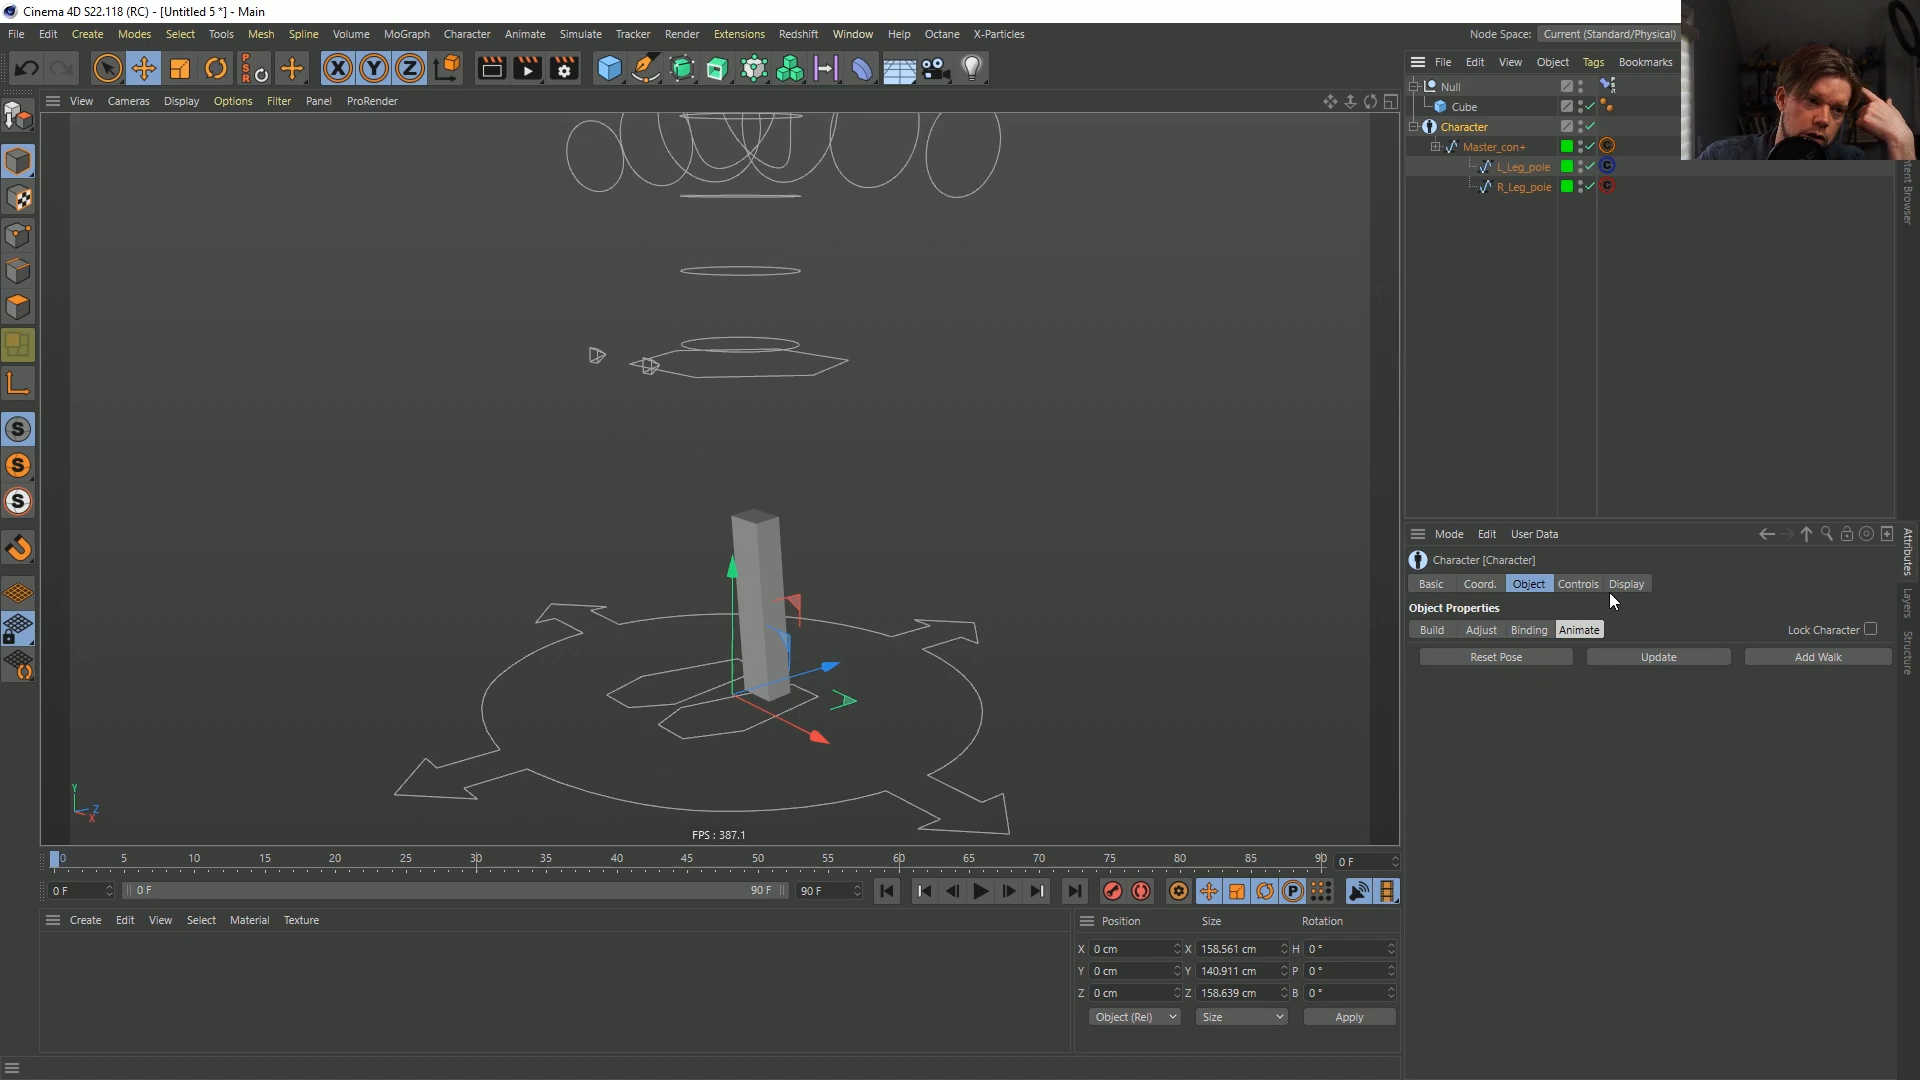 Cinema 4D S22.118 (RC) - [Untitled 5 *] - Main
File Edit Create Modes Select Tools Mesh Spline Volume MoGraph Character Animate Simulate Tracker Render Extensions Redshift Window Help Octane X-Particles
Node Space: Current (Standard/Physical)
P
S
R
X Y Z
View Cameras Display Options Filter Panel ProRender
File Edit View Object Tags Bookmarks
Null
Cube
Character
Master_con+
L_Leg_pole
R_Leg_pole
S
S
S
Mode Edit User Data
Character [Character]
Basic Coord. Object Controls Display
Object Properties
Build Adjust Binding Animate Lock Character
Reset Pose Update Add Walk
Attributes
Layers
Structure
Y
Z
X
FPS : 387.1
0 5 10 15 20 25 30 35 40 45 50 55 60 65 70 75 80 85 90 0 F
0 F 0 F 90 F 90 F P
Create Edit View Select Material Texture
Position Size Rotation
X 0 cm X 158.561 cm H 0 °
Y 0 cm Y 140.911 cm P 0 °
Z 0 cm Z 158.639 cm B 0 °
Object (Rel) Size Apply